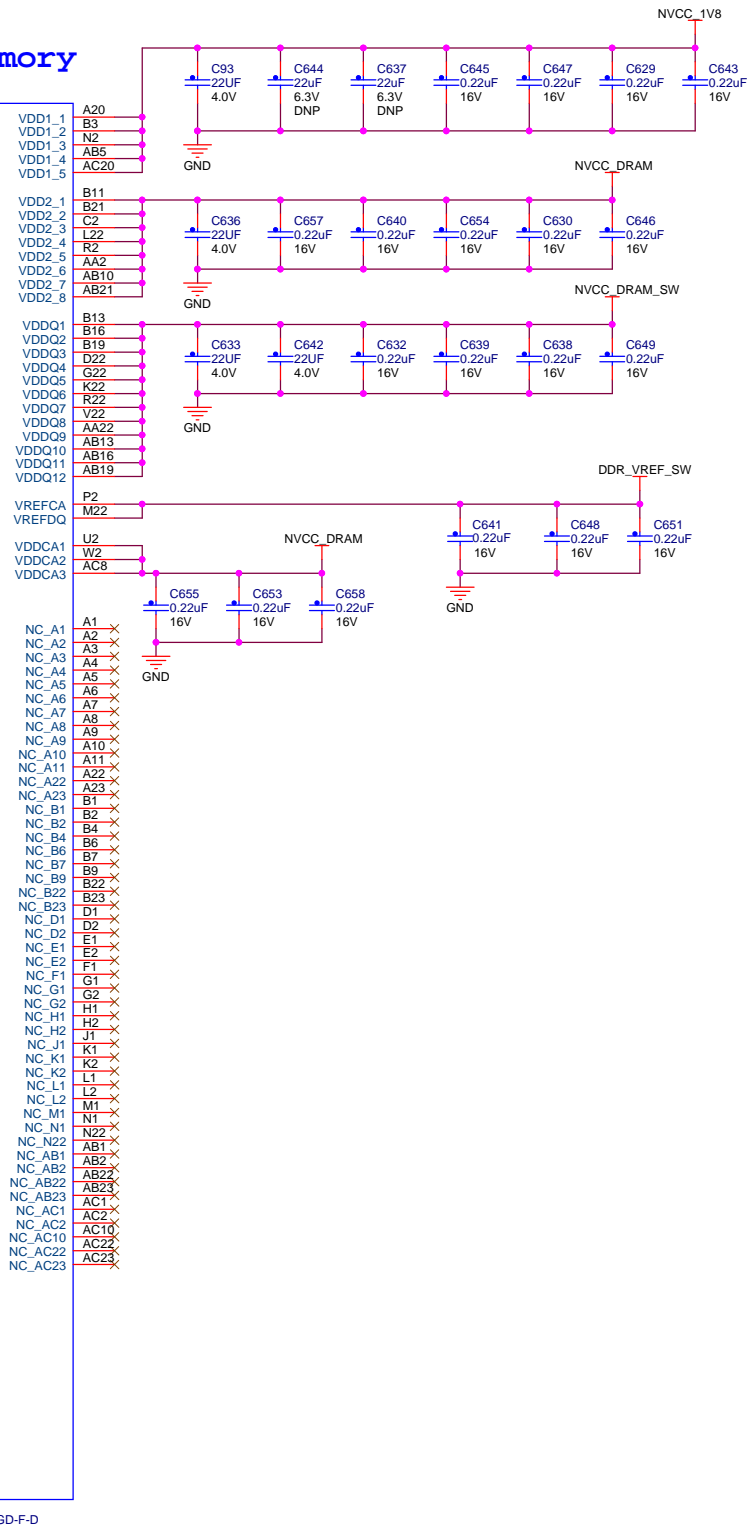 NVCC_1V8
mory
C93
22UF
4.0V
C644
22uF
6.3V
DNP
C637
22uF
6.3V
DNP
C645
0.22uF
16V
C647
0.22uF
16V
C629
0.22uF
16V
C643
0.22uF
16V
GND
VDD1_1 A20
VDD1_2 B3
VDD1_3 N2
VDD1_4 AB5
VDD1_5 AC20
NVCC_DRAM
VDD2_1 B11
VDD2_2 B21
VDD2_3 C2
VDD2_4 L22
VDD2_5 R2
VDD2_6 AA2
VDD2_7 AB10
VDD2_8 AB21
C636
22UF
4.0V
C657
0.22uF
16V
C640
0.22uF
16V
C654
0.22uF
16V
C630
0.22uF
16V
C646
0.22uF
16V
GND
NVCC_DRAM_SW
VDDQ1 B13
VDDQ2 B16
VDDQ3 B19
VDDQ4 D22
VDDQ5 G22
VDDQ6 K22
VDDQ7 R22
VDDQ8 V22
VDDQ9 AA22
VDDQ10 AB13
VDDQ11 AB16
VDDQ12 AB19
C633
22UF
4.0V
C642
22UF
4.0V
C632
0.22uF
16V
C639
0.22uF
16V
C638
0.22uF
16V
C649
0.22uF
16V
GND
DDR_VREF_SW
VREFCA P2
VREFDQ M22
C641
0.22uF
16V
C648
0.22uF
16V
C651
0.22uF
16V
GND
VDDCA1 U2
VDDCA2 W2
VDDCA3 AC8
NVCC_DRAM
C655
0.22uF
16V
C653
0.22uF
16V
C658
0.22uF
16V
GND
NC_A1 A1
NC_A2 A2
NC_A3 A3
NC_A4 A4
NC_A5 A5
NC_A6 A6
NC_A7 A7
NC_A8 A8
NC_A9 A9
NC_A10 A10
NC_A11 A11
NC_A22 A22
NC_A23 A23
NC_B1 B1
NC_B2 B2
NC_B4 B4
NC_B6 B6
NC_B7 B7
NC_B9 B9
NC_B22 B22
NC_B23 B23
NC_D1 D1
NC_D2 D2
NC_E1 E1
NC_E2 E2
NC_F1 F1
NC_G1 G1
NC_G2 G2
NC_H1 H1
NC_H2 H2
NC_J1 J1
NC_K1 K1
NC_K2 K2
NC_L1 L1
NC_L2 L2
NC_M1 M1
NC_N1 N1
NC_N22 N22
NC_AB1 AB1
NC_AB2 AB2
NC_AB22 AB22
NC_AB23 AB23
NC_AC1 AC1
NC_AC2 AC2
NC_AC10 AC10
NC_AC22 AC22
NC_AC23 AC23
GD-F-D